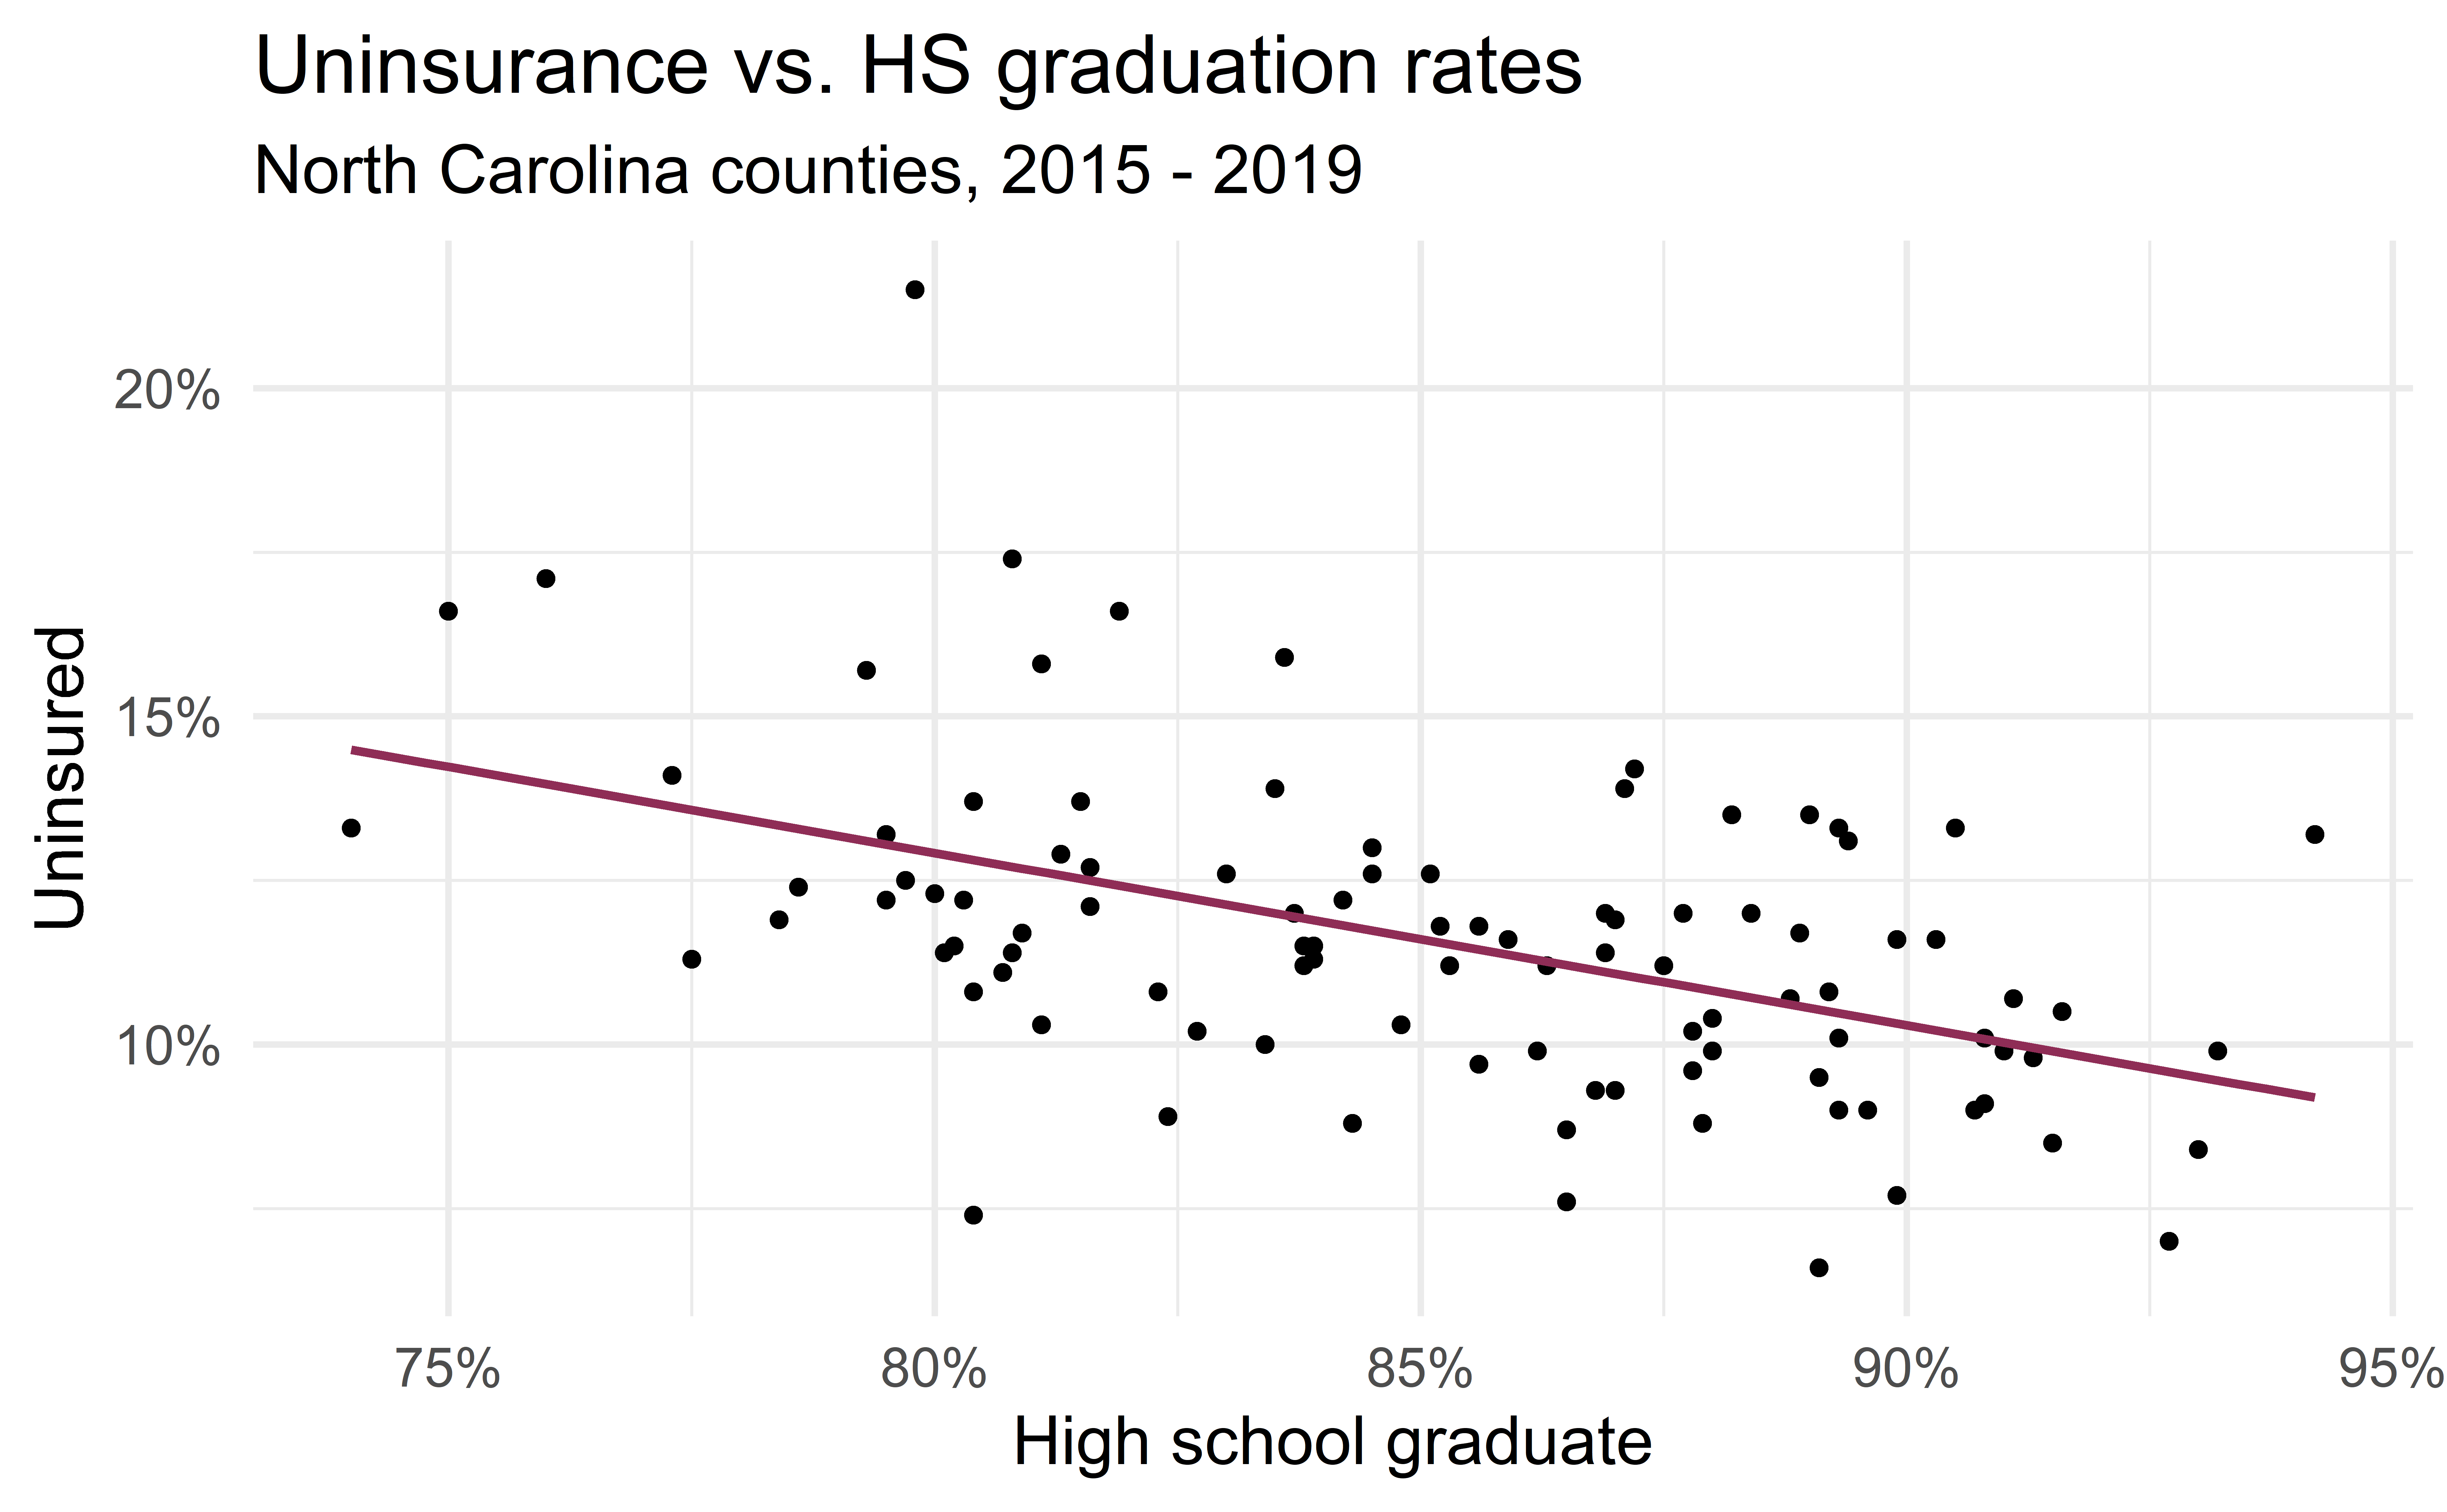 Uninsurance vs. HS graduation rates
North Carolina counties, 2015 - 2019
Uninsured
20%
15%
10%
75% 80% 85% 90% 95%
High school graduate